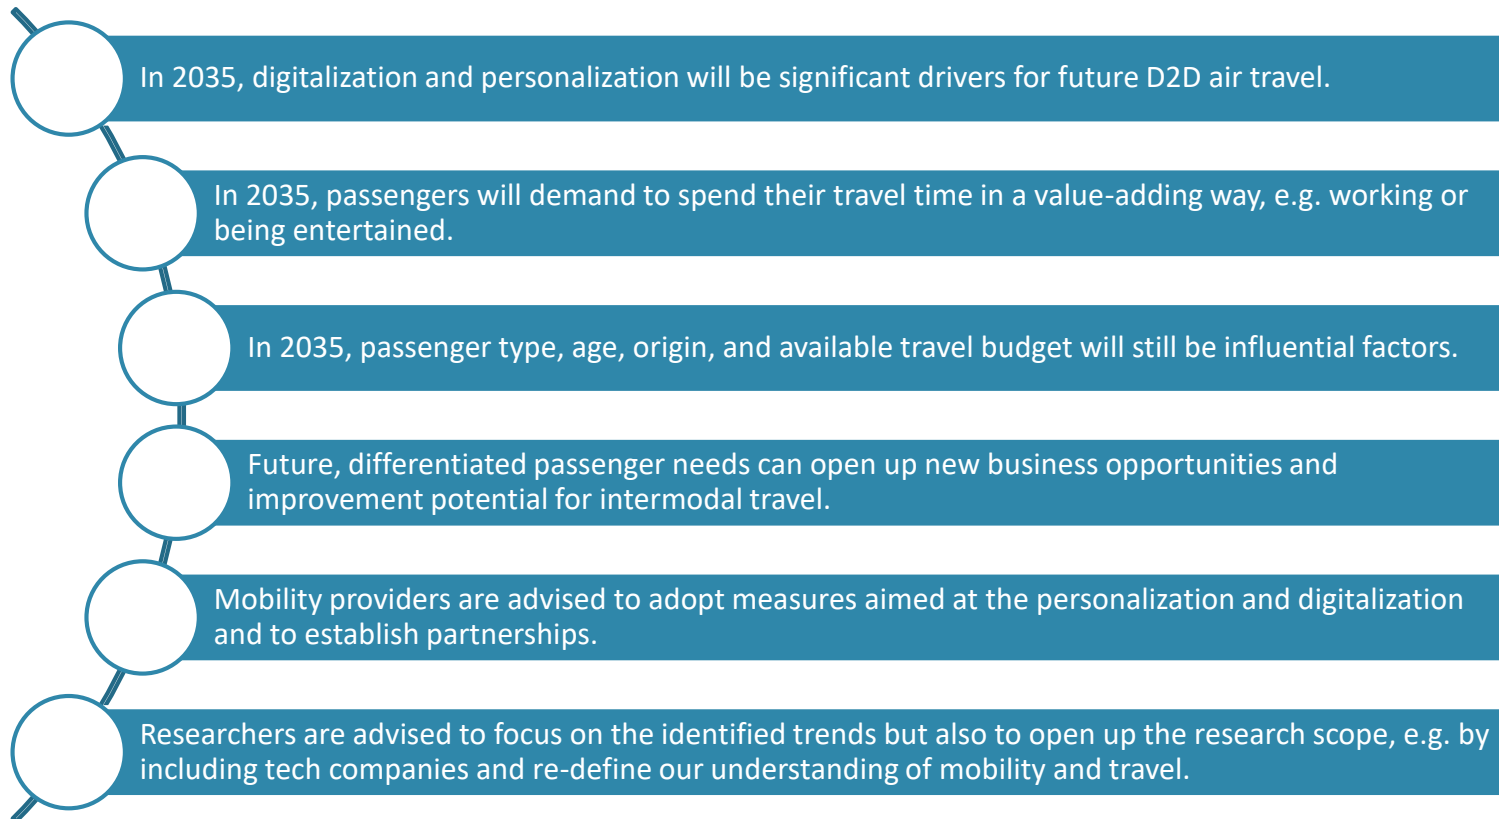 In 2035, digitalization and personalization will be significant drivers for future D2D air travel.
In 2035, passengers will demand to spend their travel time in a value-adding way, e.g. working or
being entertained.
In 2035, passenger type, age, origin, and available travel budget will still be influential factors.
Future, differentiated passenger needs can open up new business opportunities and
improvement potential for intermodal travel.
Mobility providers are advised to adopt measures aimed at the personalization and digitalization
and to establish partnerships.
Researchers are advised to focus on the identified trends but also to open up the research scope, e.g. by
including tech companies and re-define our understanding of mobility and travel.